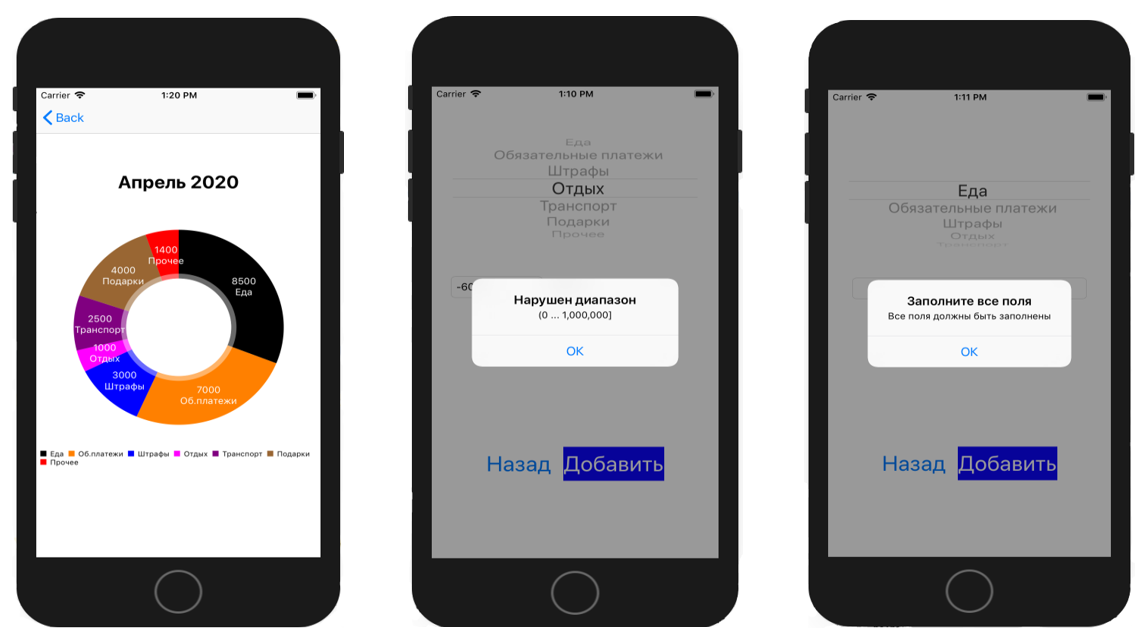 Carrier
1:20 PM
Back
Апрель 2020
1400
Прочее
4000
Подарки
8500
Еда
2500
Транспорт
1000
Отдых
3000
Штрафы
7000
Об.платежи
Еда Об.платежи Штрафы Отдых Транспорт Подарки
Прочее
Carrier
1:10 PM
Еда
Обязательные платежи
Штрафы
Отдых
Транспорт
Подарки
Прочее
Нарушен диапазон
(0 ... 1,000,000]
OK
Назад Добавить
Carrier
1:11 PM
Еда
Обязательные платежи
Штрафы
Отдых
Транспорт
Заполните все поля
Все поля должны быть заполнены
OK
Назад Добавить